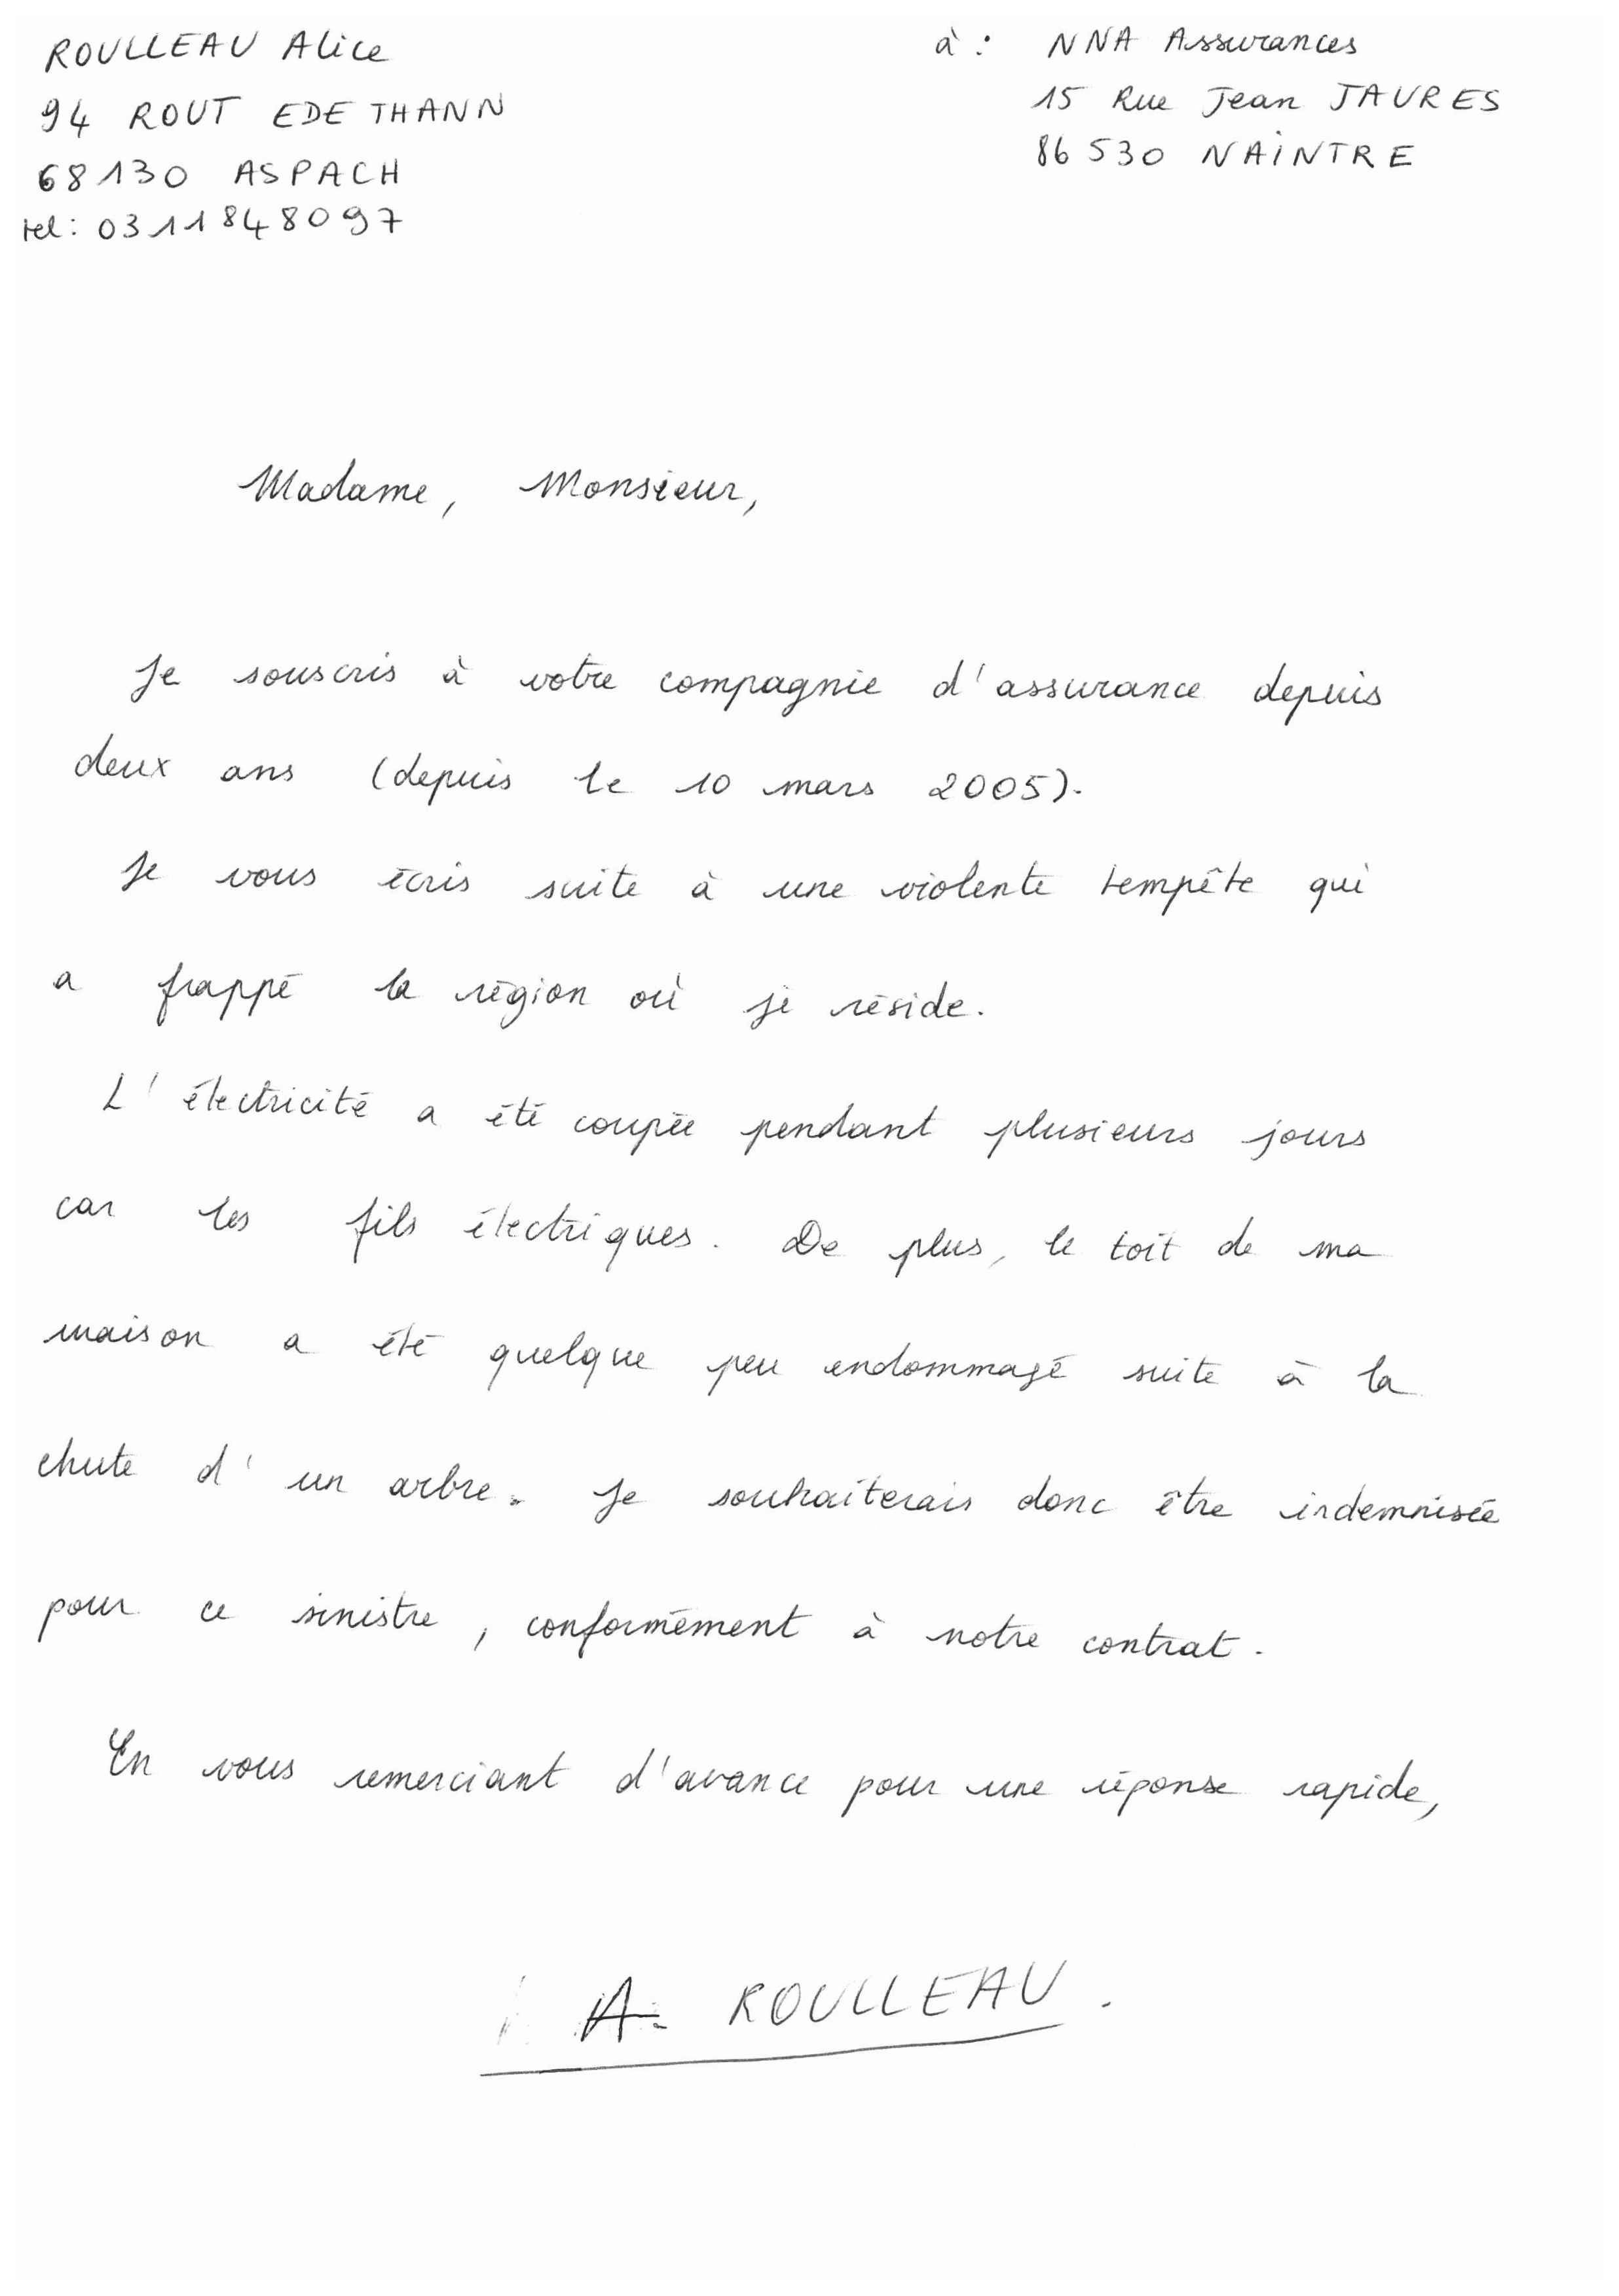 ROULLEAU Alice
94 ROUT EDE THANN
68130 ASPACH
tel: 0311848097
à : NNA Assurances
15 Rue Jean JAURES
86530 NAINTRE
Madame, Monsieur,
Je souscris à votre compagnie d'assurance depuis
deux ans (depuis le 10 mars 2005).
Je vous écris suite à une violente tempête qui
a frappé la région où je réside.
L'électricité a été coupée pendant plusieurs jours
car les fils électriques. De plus, le toit de ma
maison a été quelque peu endommagé suite à la
chute d'un arbre. Je souhaiterais donc être indemnisée
pour ce sinistre, conformément à notre contrat.
En vous remerciant d'avance pour une réponse rapide,
A. ROULLEAU.